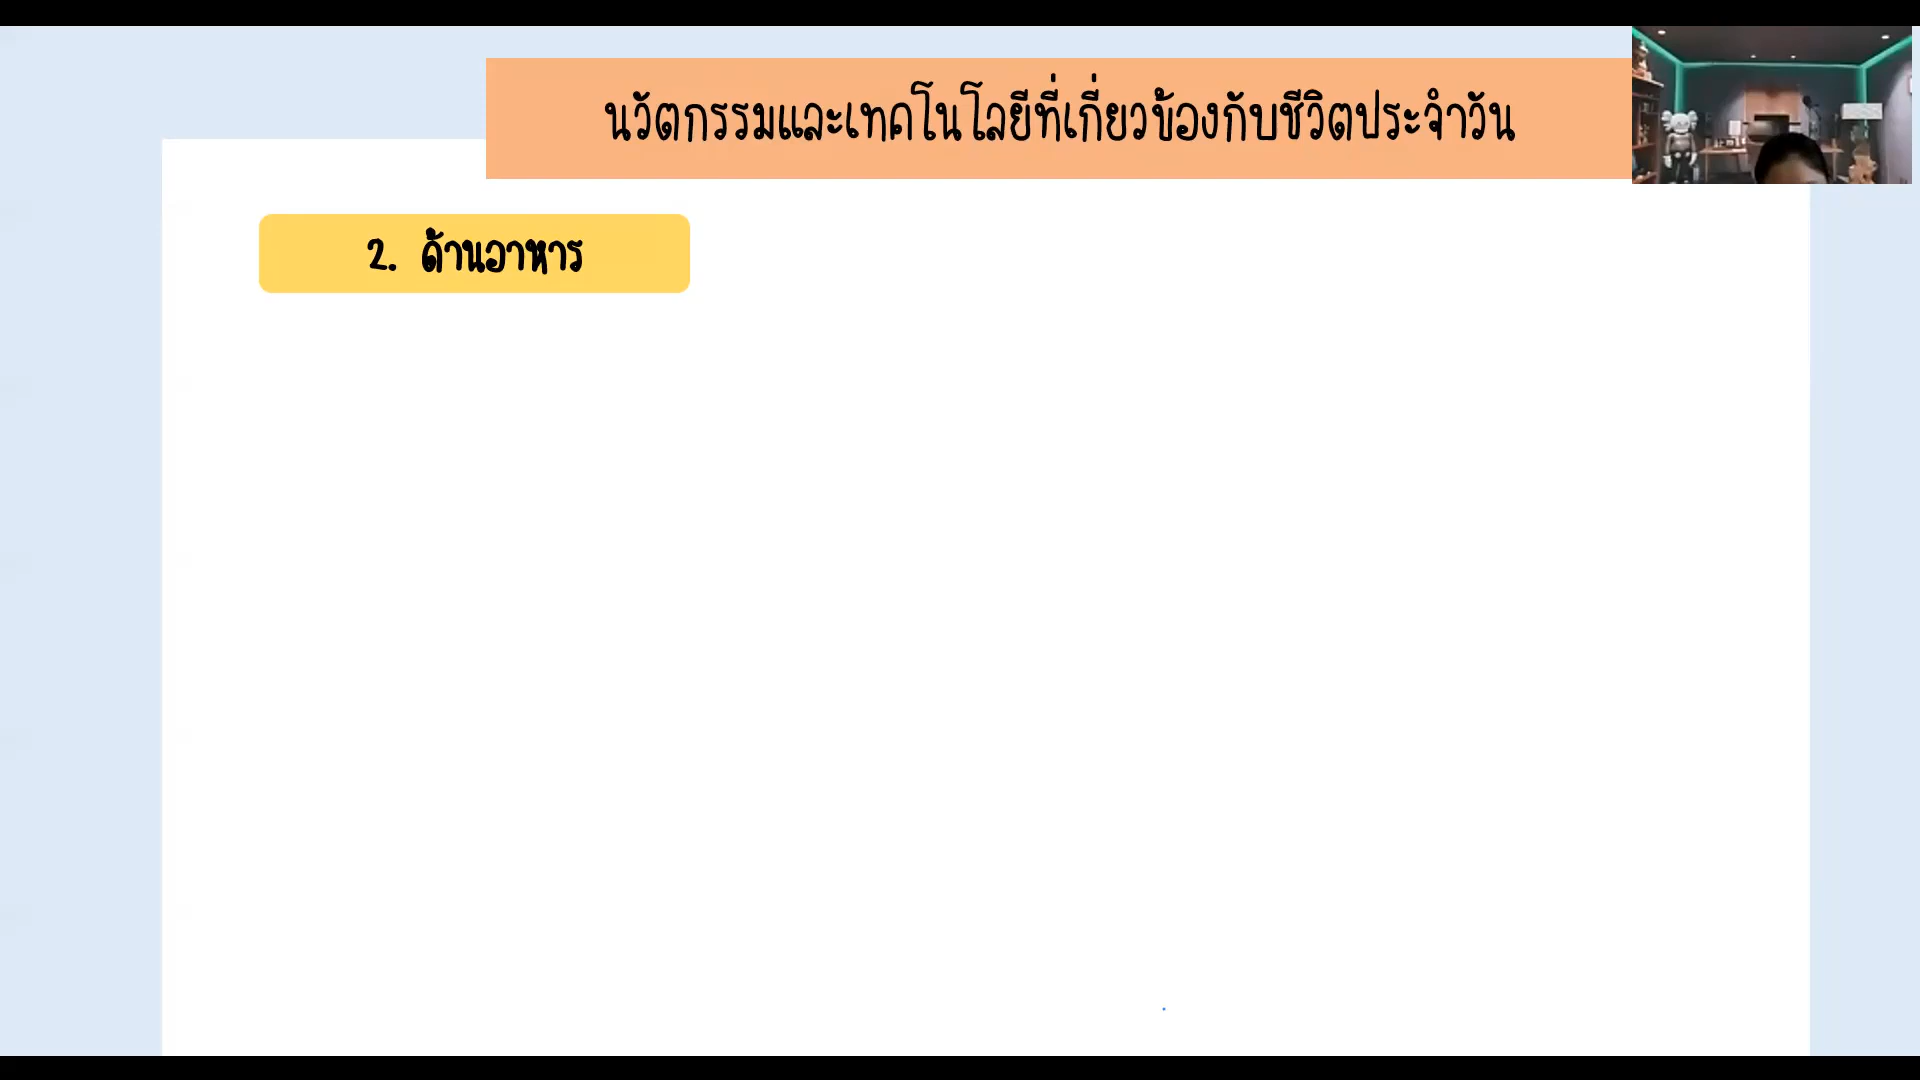 นวัตกรรมและเทคโนโลยีที่เกี่ยวข้องกับชีวิตประจำวัน
2. ด้านอาหาร